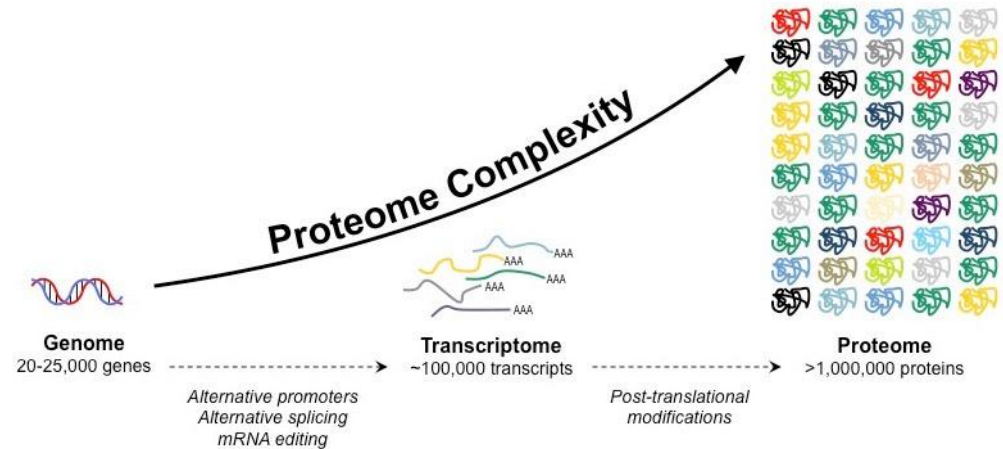 Proteome Complexity
AAA
AAA
AAA
AAA
AAA
Genome
20-25,000 genes
Transcriptome
~100,000 transcripts
Proteome
>1,000,000 proteins
Alternative promoters
Alternative splicing
mRNA editing
Post-translational
modifications